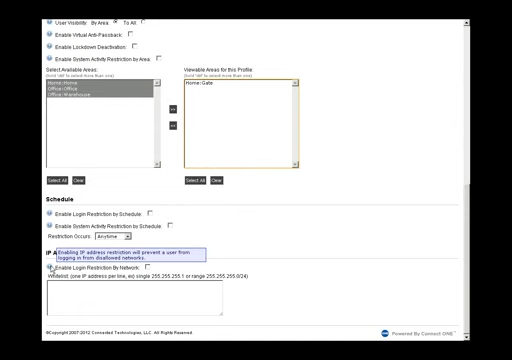 User Visibility: By Area: To All:
Enable Virtual Anti-Passback:
Enable Lockdown Deactivation:
Enable System Activity Restriction by Area:
Select Available Areas: Viewable Areas for this Profile:
(hold 'shift' to select more than one) (hold 'shift' to select more than one)
Home::Home Home::Gate
Office::Office
Office::Warehouse
Select All Clear Select All Clear
Schedule
Enable Login Restriction by Schedule:
Enable System Activity Restriction by Schedule:
Restriction Occurs: Anytime
IP A
Enabling IP address restriction will prevent a user from
logging in from disallowed networks.
Enable Login Restriction By Network:
Whitelist: (one IP address per line, ex) single 255.255.255.1 or range 255.255.255.0/24)
©Copyright 2007-2012 Connected Technologies, LLC. All Rights Reserved. Powered By Connect ONE™